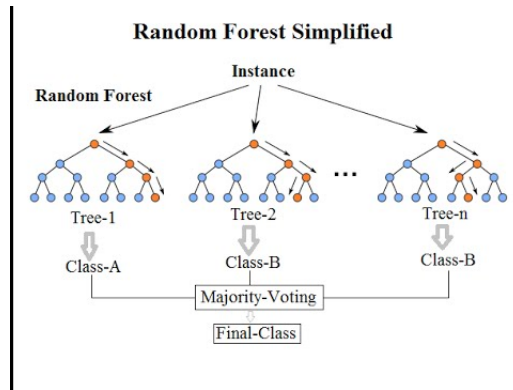 Random Forest Simplified
Instance
Random Forest
...
Tree-1
Tree-2
Tree-n
Class-A
Class-B
Class-B
Majority-Voting
Final-Class